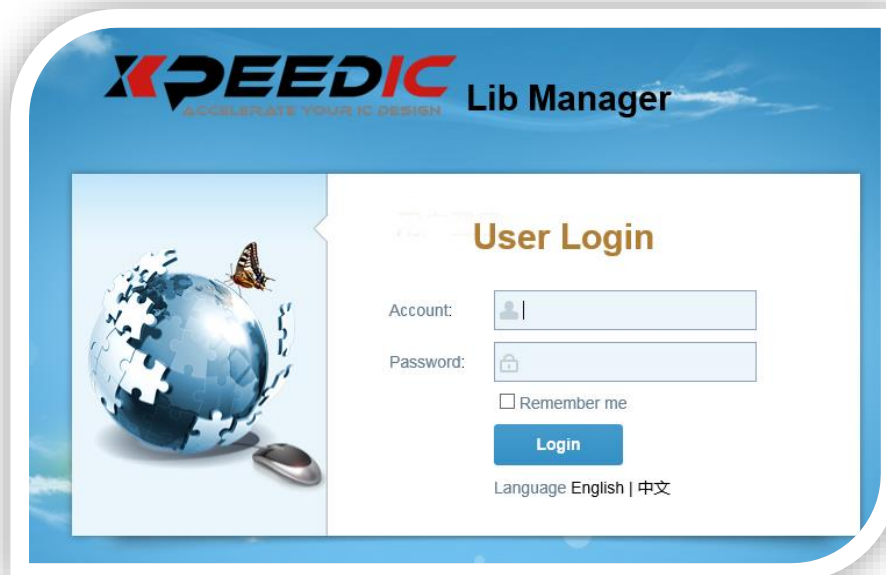 XPEEDIC Lib Manager
ACCELERATE YOUR IC DESIGN
User Login
Account:
Password:
Remember me
Login
Language English | 中文